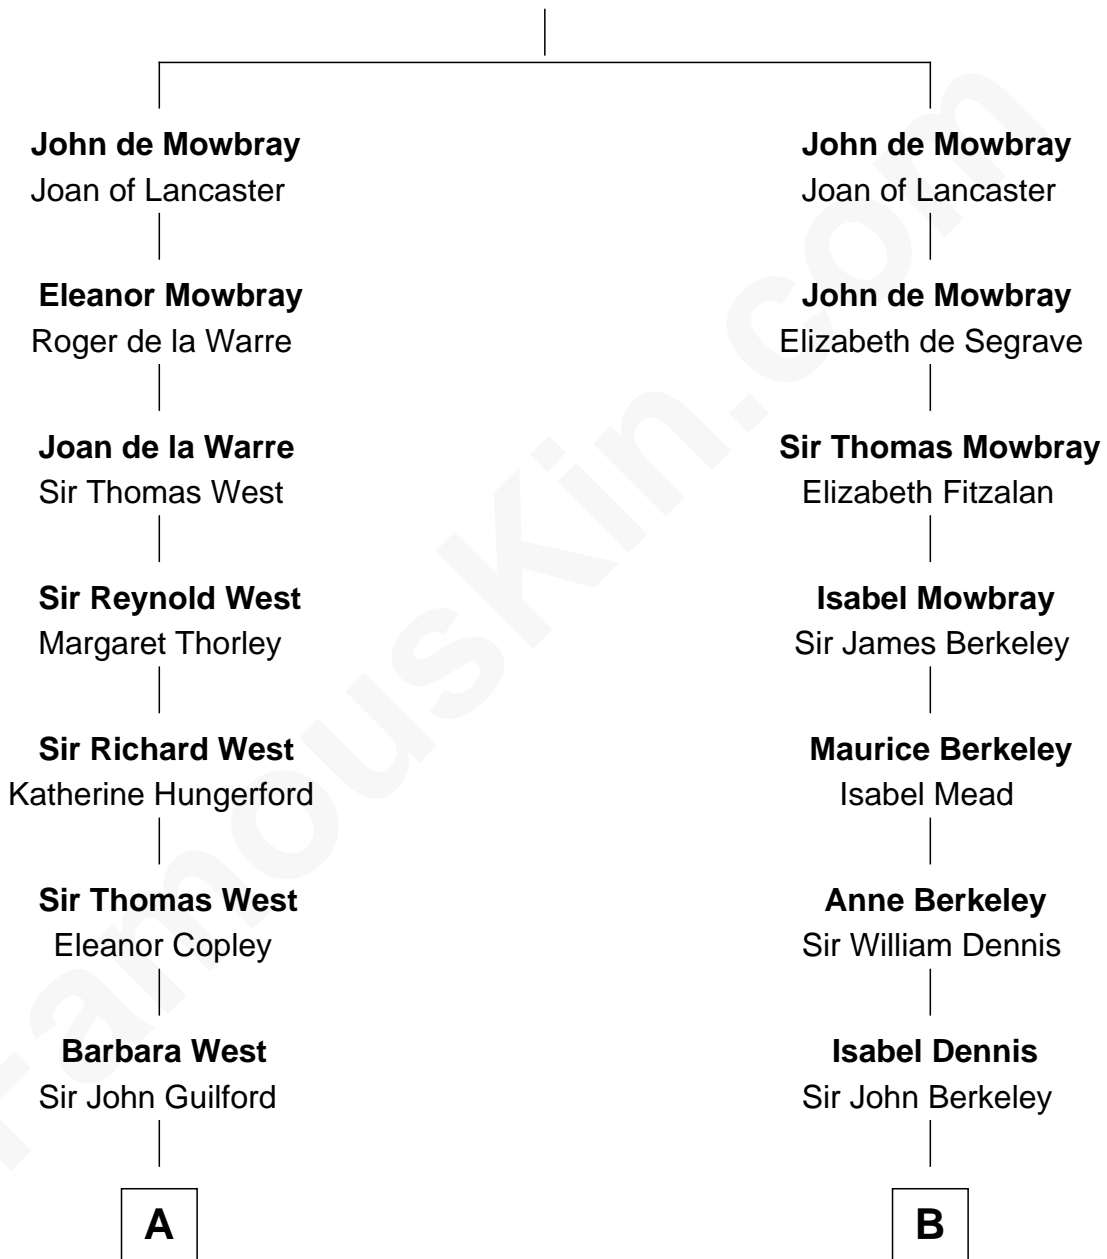 John de Mowbray
Joan of Lancaster
Eleanor Mowbray
Roger de la Warre
Joan de la Warre
Sir Thomas West
Sir Reynold West
Margaret Thorley
Sir Richard West
Katherine Hungerford
Sir Thomas West
Eleanor Copley
Barbara West
Sir John Guilford
A
John de Mowbray
Joan of Lancaster
John de Mowbray
Elizabeth de Segrave
Sir Thomas Mowbray
Elizabeth Fitzalan
Isabel Mowbray
Sir James Berkeley
Maurice Berkeley
Isabel Mead
Anne Berkeley
Sir William Dennis
Isabel Dennis
Sir John Berkeley
B
FamousKin.com